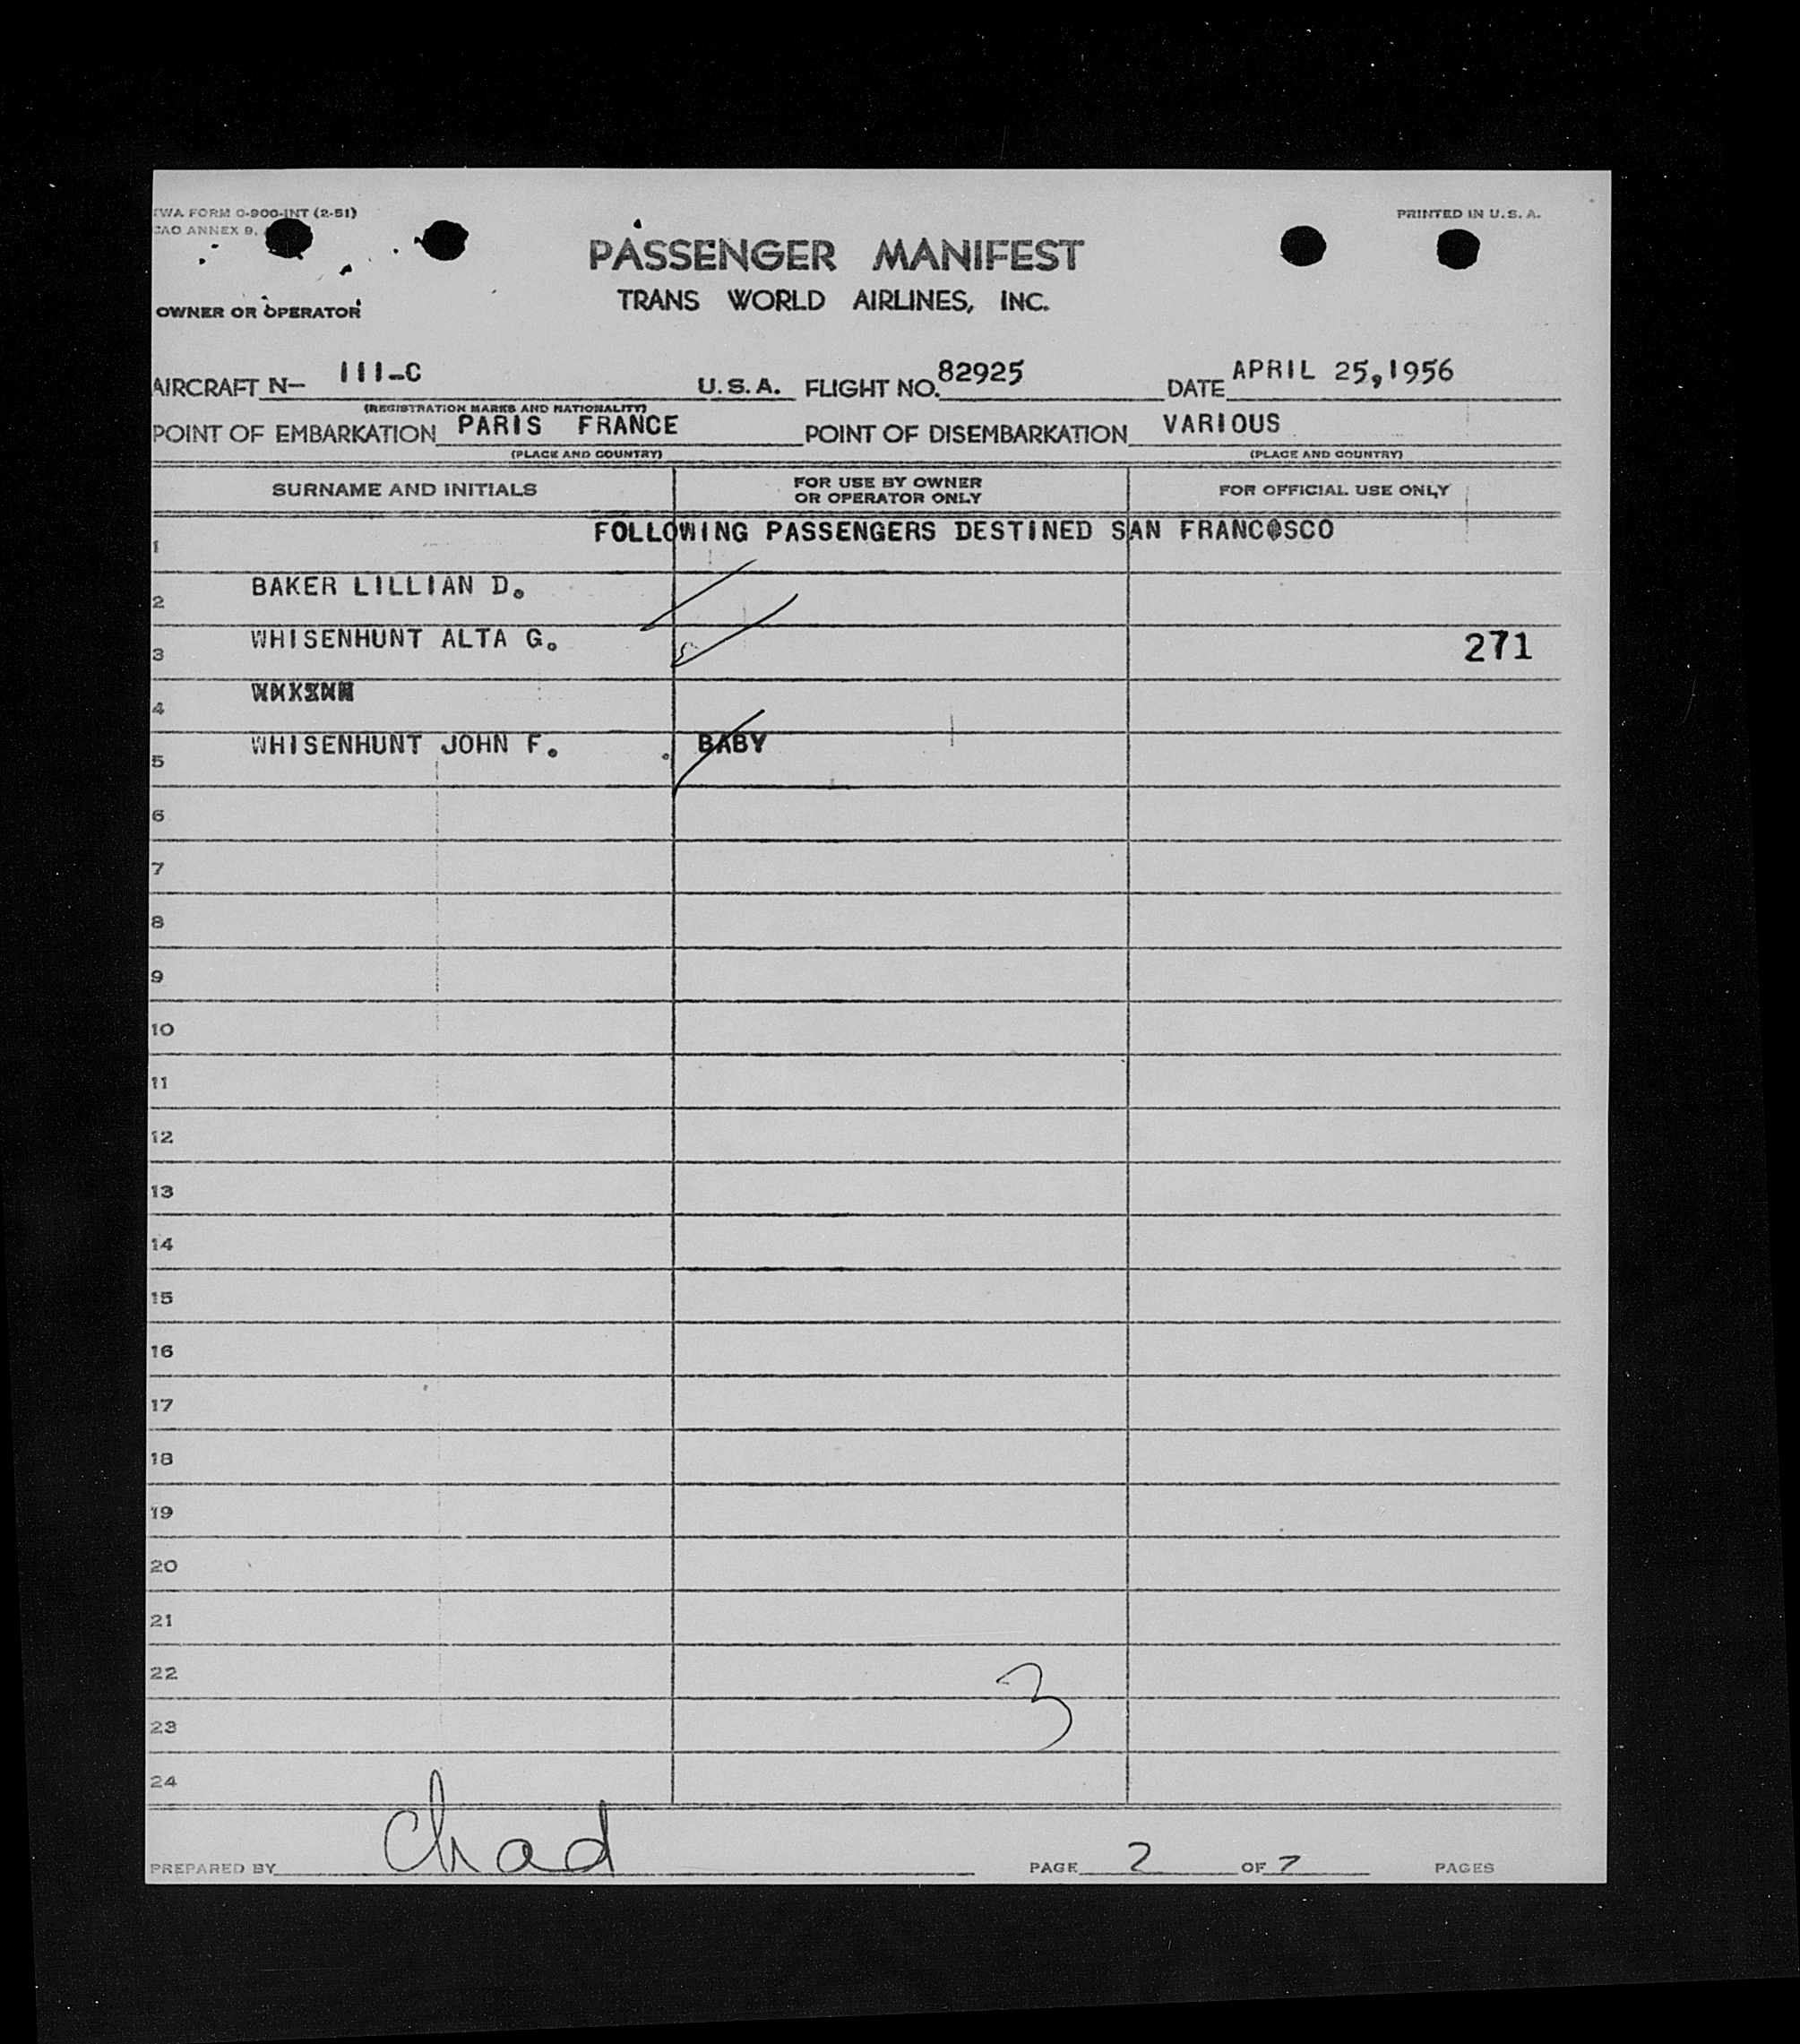 TWA FORM O-900-INT (2-51)
PRINTED IN U.S.A.
ICAO ANNEX 9,
PASSENGER MANIFEST
TRANS WORLD AIRLINES, INC.
OWNER OR OPERATOR
AIRCRAFT N- 111-C U.S.A. FLIGHT NO. 82925 DATE APRIL 25,1956
(REGISTRATION MARKS AND NATIONALITY)
POINT OF EMBARKATION PARIS FRANCE POINT OF DISEMBARKATION VARIOUS
(PLACE AND COUNTRY) (PLACE AND COUNTRY)
SURNAME AND INITIALS FOR USE BY OWNER OR OPERATOR ONLY FOR OFFICIAL USE ONLY
1 FOLLOWING PASSENGERS DESTINED SAN FRANCOSCO
2 BAKER LILLIAN D.
3 WHISENHUNT ALTA G. 271
4
5 WHISENHUNT JOHN F. BABY
6
7
8
9
10
11
12
13
14
15
16
17
18
19
20
21
22
3
23
24
PREPARED BY Chad PAGE 2 OF 7 PAGES